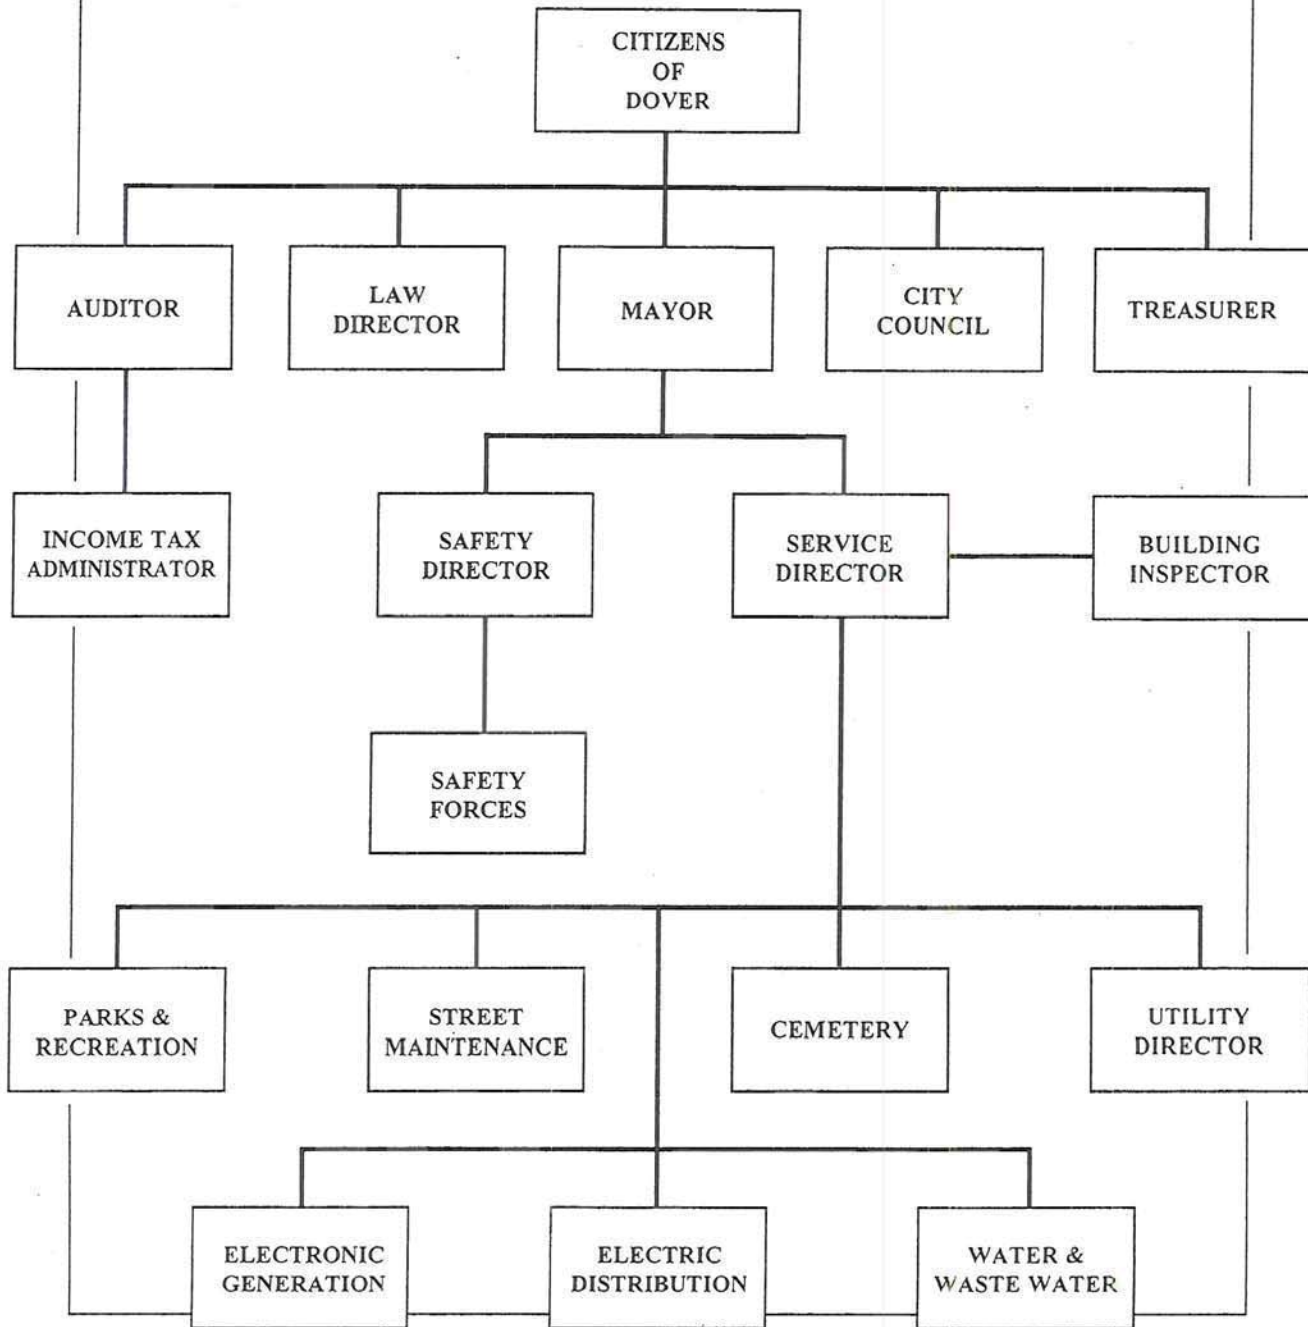 CITIZENS
OF
DOVER
AUDITOR
LAW
DIRECTOR
MAYOR
CITY
COUNCIL
TREASURER
INCOME TAX
ADMINISTRATOR
SAFETY
DIRECTOR
SERVICE
DIRECTOR
BUILDING
INSPECTOR
SAFETY
FORCES
PARKS &
RECREATION
STREET
MAINTENANCE
CEMETERY
UTILITY
DIRECTOR
ELECTRONIC
GENERATION
ELECTRIC
DISTRIBUTION
WATER &
WASTE WATER